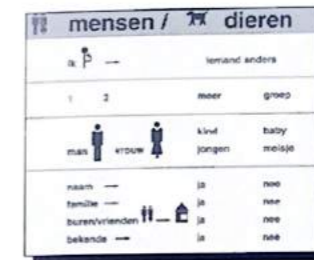 mensen / dieren
ik → iemand anders
1 2 meer groep
kind baby
man vrouw jongen meisje
naam → ja nee
familie → ja nee
buren/vrienden → ja nee
bekende → ja nee